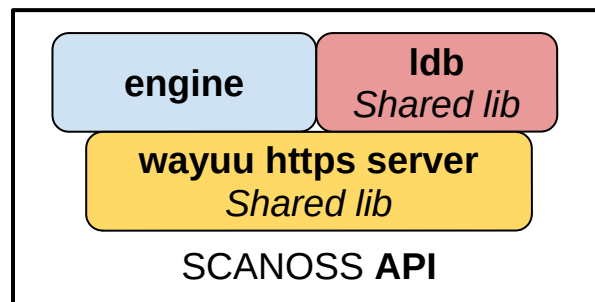 engine
ldb
Shared lib
wayuu https server
Shared lib
SCANOSS API